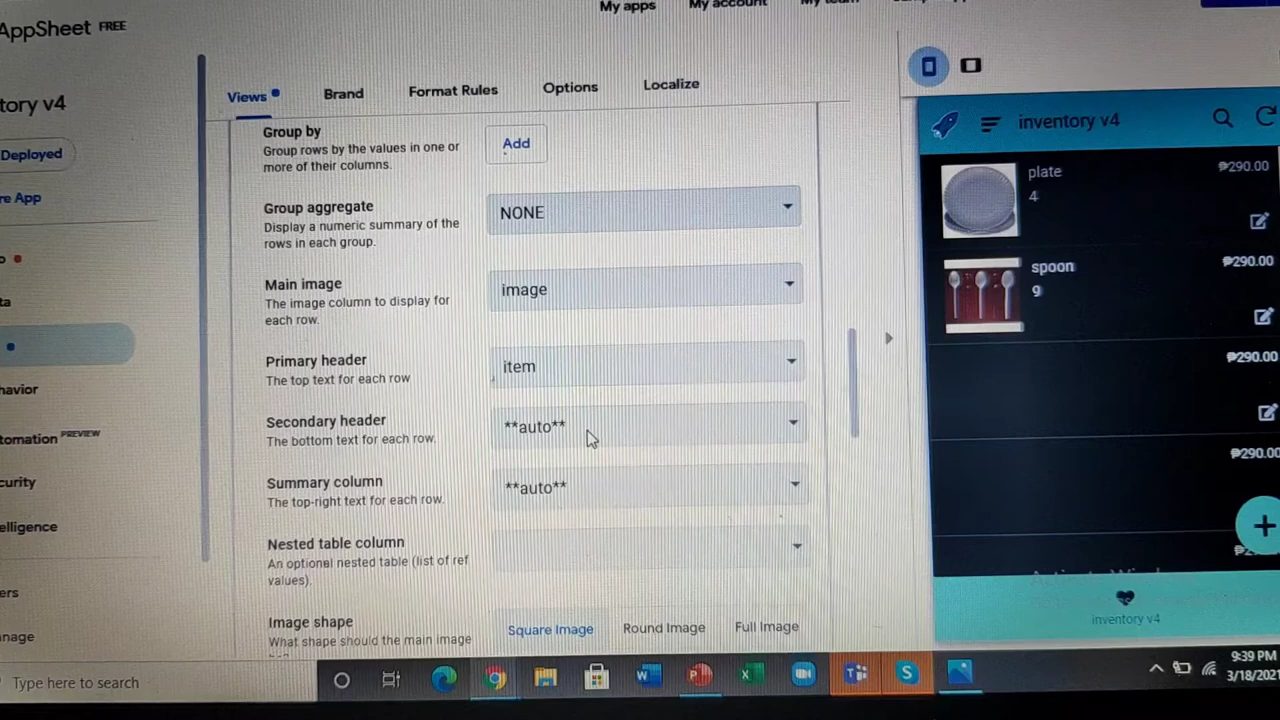 AppSheet FREE
My apps
My account
tory v4
Deployed
re App
ta
havior
tomation PREVIEW
curity
elligence
ers
nage
Views
Brand
Format Rules
Options
Localize
Group by
Group rows by the values in one or
more of their columns.
Add
Group aggregate
Display a numeric summary of the
rows in each group.
NONE
Main image
The image column to display for
each row.
image
Primary header
The top text for each row
item
Secondary header
The bottom text for each row.
**auto**
Summary column
The top-right text for each row.
**auto**
Nested table column
An optional nested table (list of ref
values).
Image shape
What shape should the main image
Square Image
Round Image
Full Image
inventory v4
plate
4
₱290.00
spoon
9
₱290.00
₱290.00
₱290.00
inventory v4
Type here to search
9:39 PM
3/18/2021